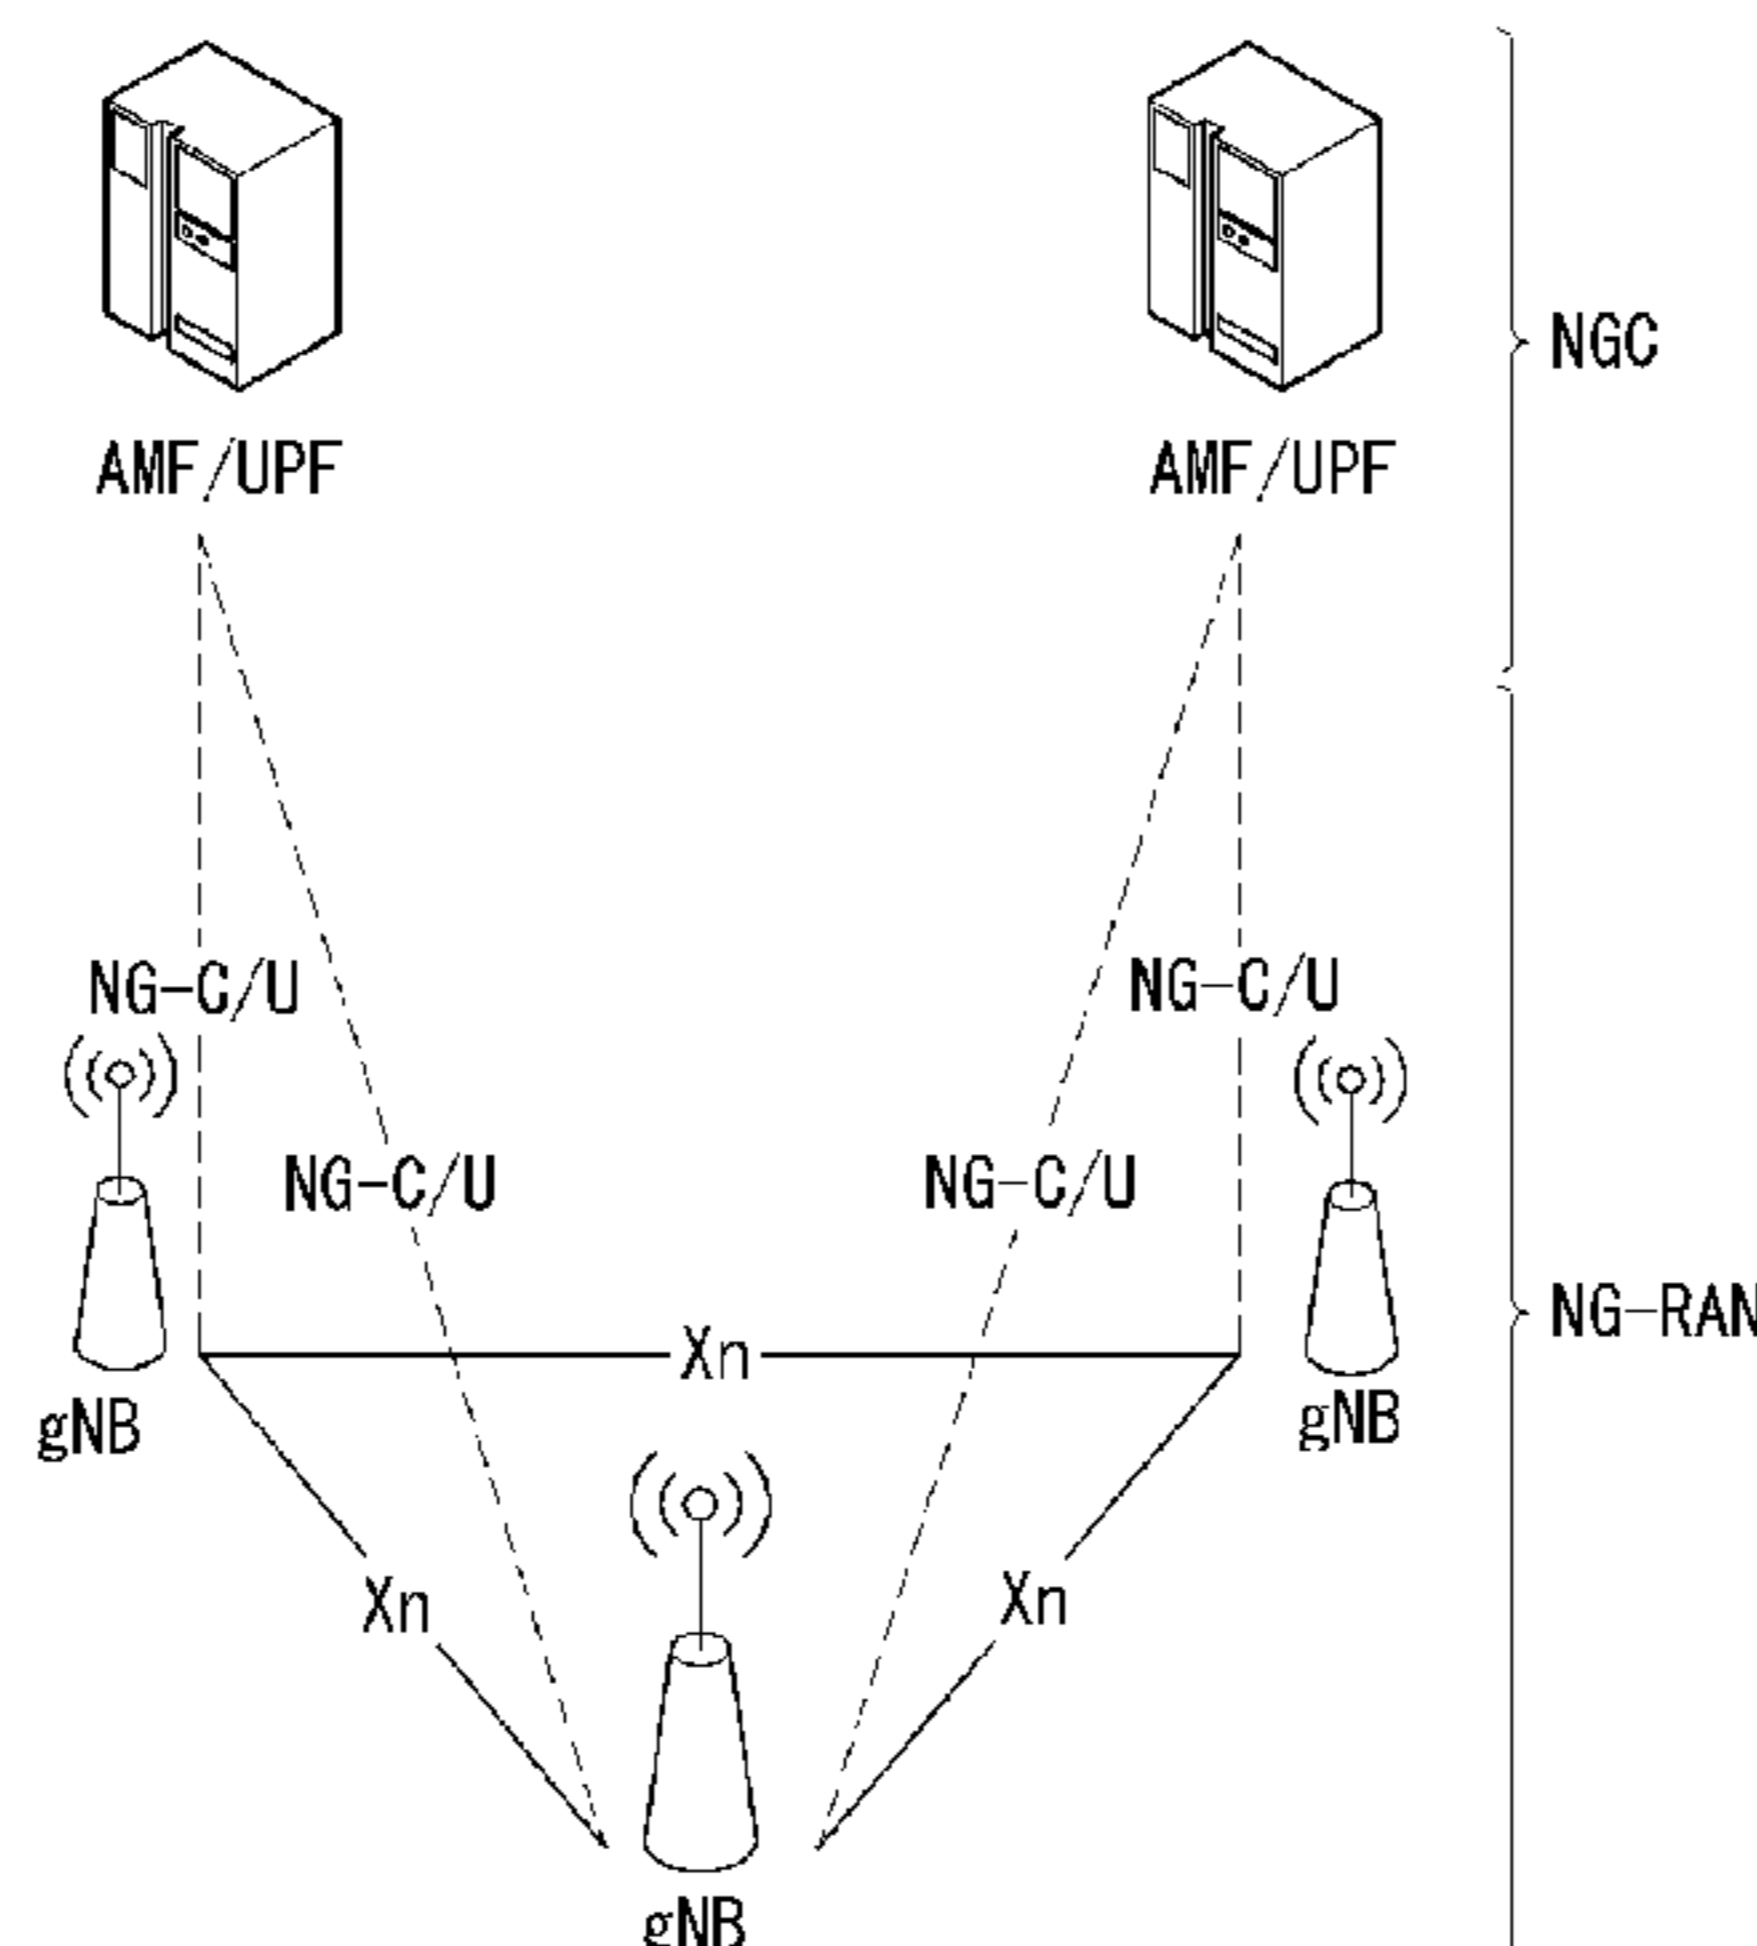 NGC
AMF/UPF
AMF/UPF
NG-C/U
NG-C/U
NG-C/U
NG-C/U
NG-RAN
Xn
gNB
gNB
Xn
Xn
gNB